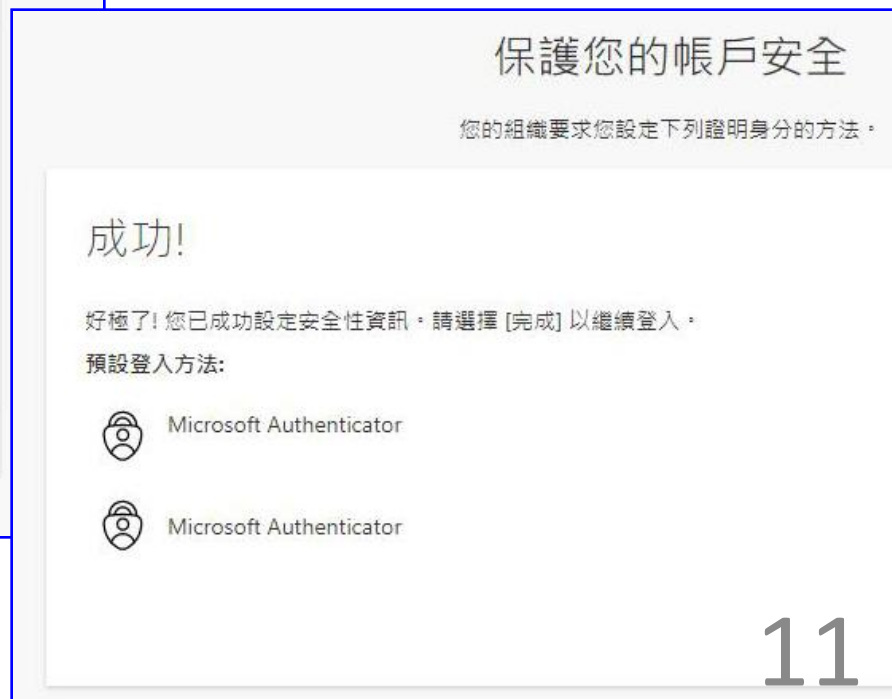 保護您的帳戶安全
您的組織要求您設定下列證明身分的方法。
成功!
好極了! 您已成功設定安全性資訊。請選擇 [完成] 以繼續登入。
預設登入方法:
Microsoft Authenticator
Microsoft Authenticator
11